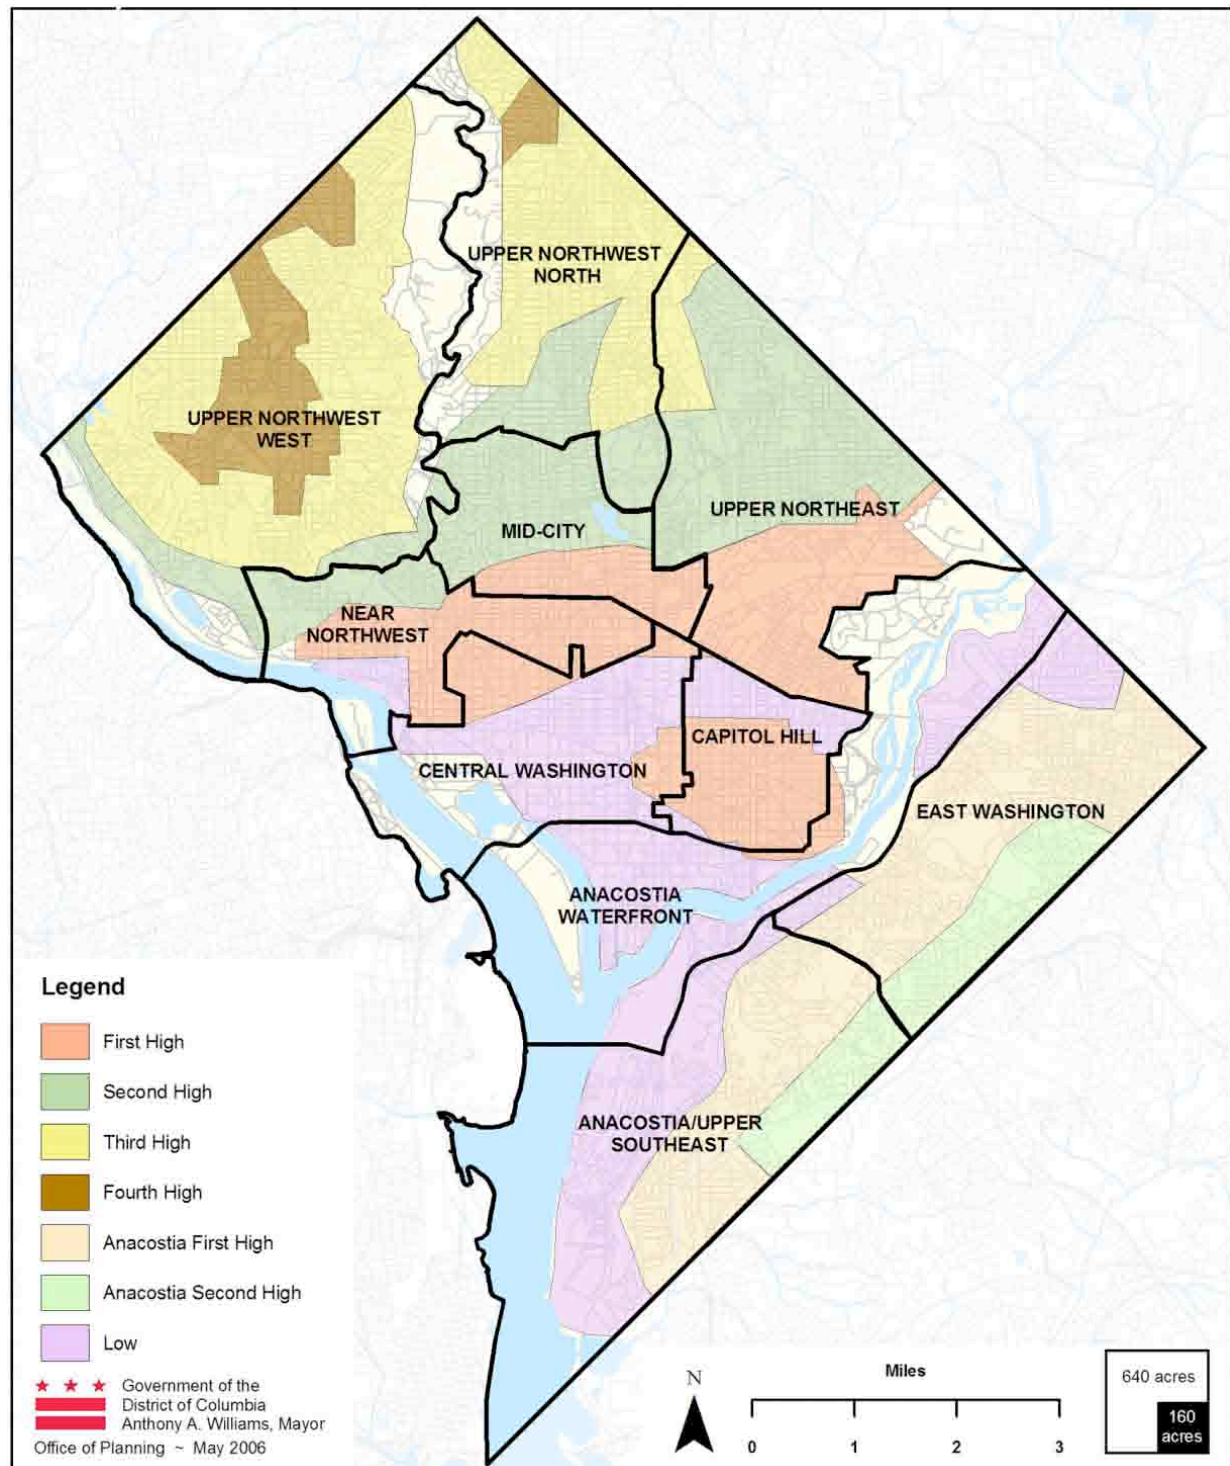 UPPER NORTHWEST
NORTH
UPPER NORTHWEST
WEST
UPPER NORTHEAST
MID-CITY
NEAR
NORTHWEST
CAPITOL HILL
CENTRAL WASHINGTON
EAST WASHINGTON
ANACOSTIA
WATERFRONT
ANACOSTIA/UPPER
SOUTHEAST
Legend
First High
Second High
Third High
Fourth High
Anacostia First High
Anacostia Second High
Low
Government of the
District of Columbia
Anthony A. Williams, Mayor
Office of Planning ~ May 2006
N
Miles
0 1 2 3
640 acres
160
acres